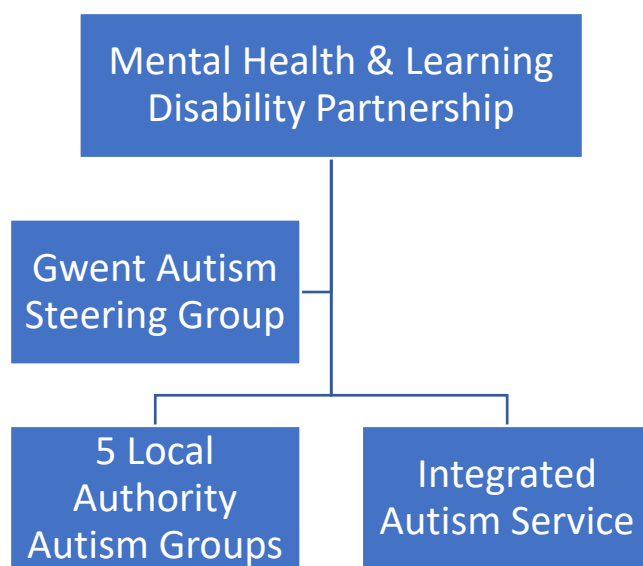 Mental Health & Learning
Disability Partnership
Gwent Autism
Steering Group
5 Local
Authority
Autism Groups
Integrated
Autism Service